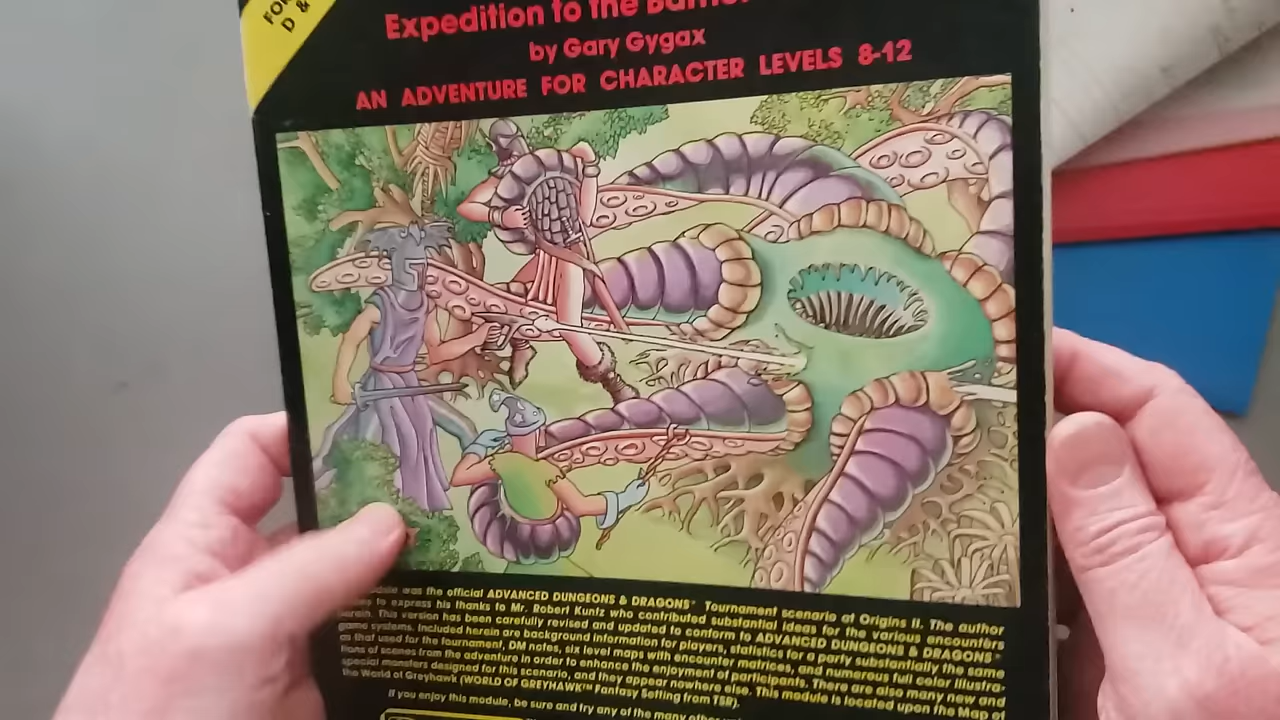 FOR
D &
Expedition to the Barrie
by Gary Gygax
AN ADVENTURE FOR CHARACTER LEVELS 8-12
was the official ADVANCED DUNGEONS & DRAGONS™ Tournament scenario at Origins II. The author
to express his thanks to Mr. Robert Kuntz who contributed substantial ideas for the various encounters
herein. This version has been carefully revised and updated to conform to ADVANCED DUNGEONS & DRAGONS™
game systems. Included herein are background information for players, statistics for a party substantially the same
as that used for the tournament, DM notes, six level maps with encounter matrices, and numerous full color illustra-
tions of scenes from the adventure in order to enhance the enjoyment of participants. There are also many new and
special monsters designed for this scenario, and they appear nowhere else. This module is located upon the Map of
the World of Greyhawk (WORLD OF GREYHAWK™ Fantasy Setting from TSR).
If you enjoy this module, be sure and try any of the many other